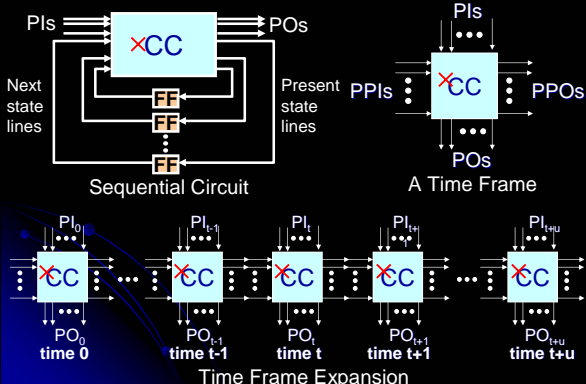 PIs
POs
CC
Next
state
lines
Present
state
lines
FF
FF
FF
Sequential Circuit
PIs
PPIs
CC
PPOs
POs
A Time Frame
PI0 PIt-1 PIt PIt+ PIt+u
CC CC CC CC CC
PO0 POt-1 POt POt+1 POt+u
time 0 time t-1 time t time t+1 time t+u
Time Frame Expansion